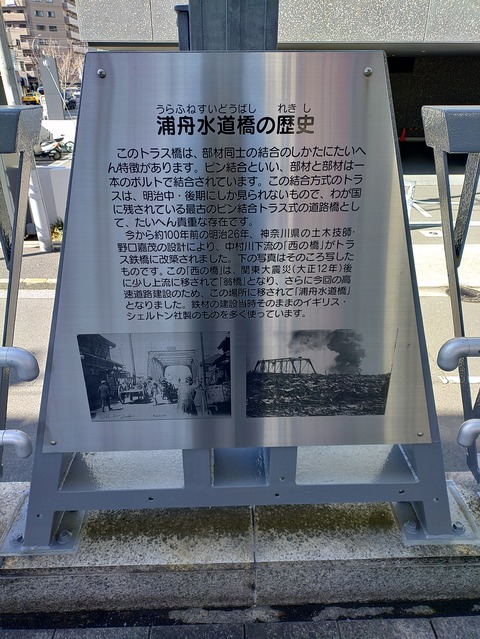 うらふねすいどうばし れきし
浦舟水道橋の歴史
このトラス橋は、部材同士の結合のしかたにたいへ
ん特徴があります。ピン結合といい、部材と部材は一
本のボルトで結合されています。この結合方式のトラ
スは、明治中・後期にしか見られないもので、わが国
に残されている最古のピン結合トラス式の道路橋とし
て、たいへん貴重な存在です。
今から約100年前の明治26年、神奈川県の土木技師・
野口嘉茂の設計により、中村川下流の「西の橋」がトラ
ス鉄橋に改築されました。下の写真はそのころ写した
ものです。この「西の橋」は、関東大震災(大正12年)後
に少し上流に移されて「翁橋」となり、さらに今回の高
速道路建設のため、この場所に移されて「浦舟水道橋」
となりました。鉄材の建設当時そのままのイギリス・
シェルトン社製のものを多く使っています。